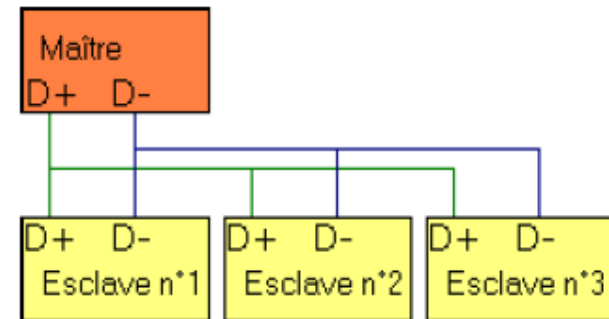 Maître
D+ D-
D+ D-
Esclave n°1
D+ D-
Esclave n°2
D+ D-
Esclave n°3